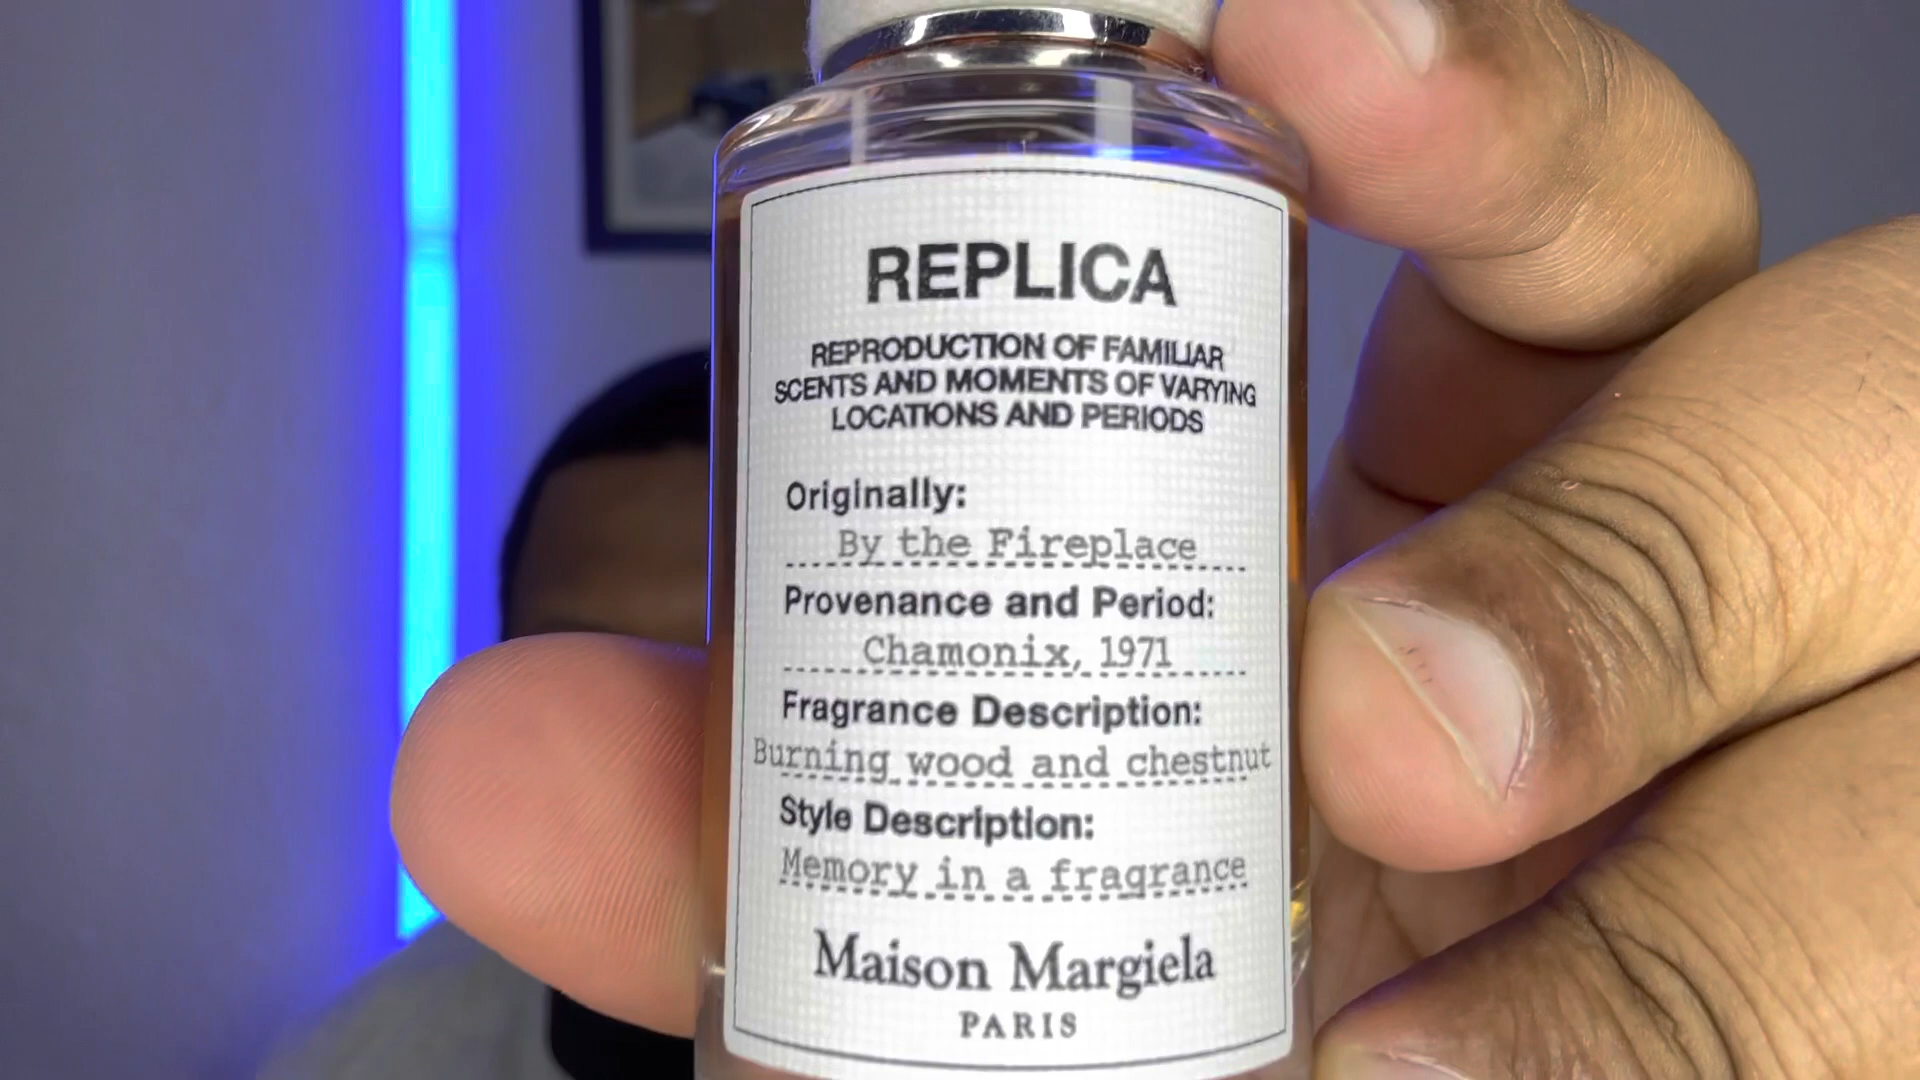 REPLICA
REPRODUCTION OF FAMILIAR
SCENTS AND MOMENTS OF VARYING
LOCATIONS AND PERIODS
Originally:
By the Fireplace
Provenance and Period:
Chamonix, 1971
Fragrance Description:
Burning wood and chestnut
Style Description:
Memory in a fragrance
Maison Margiela
PARIS